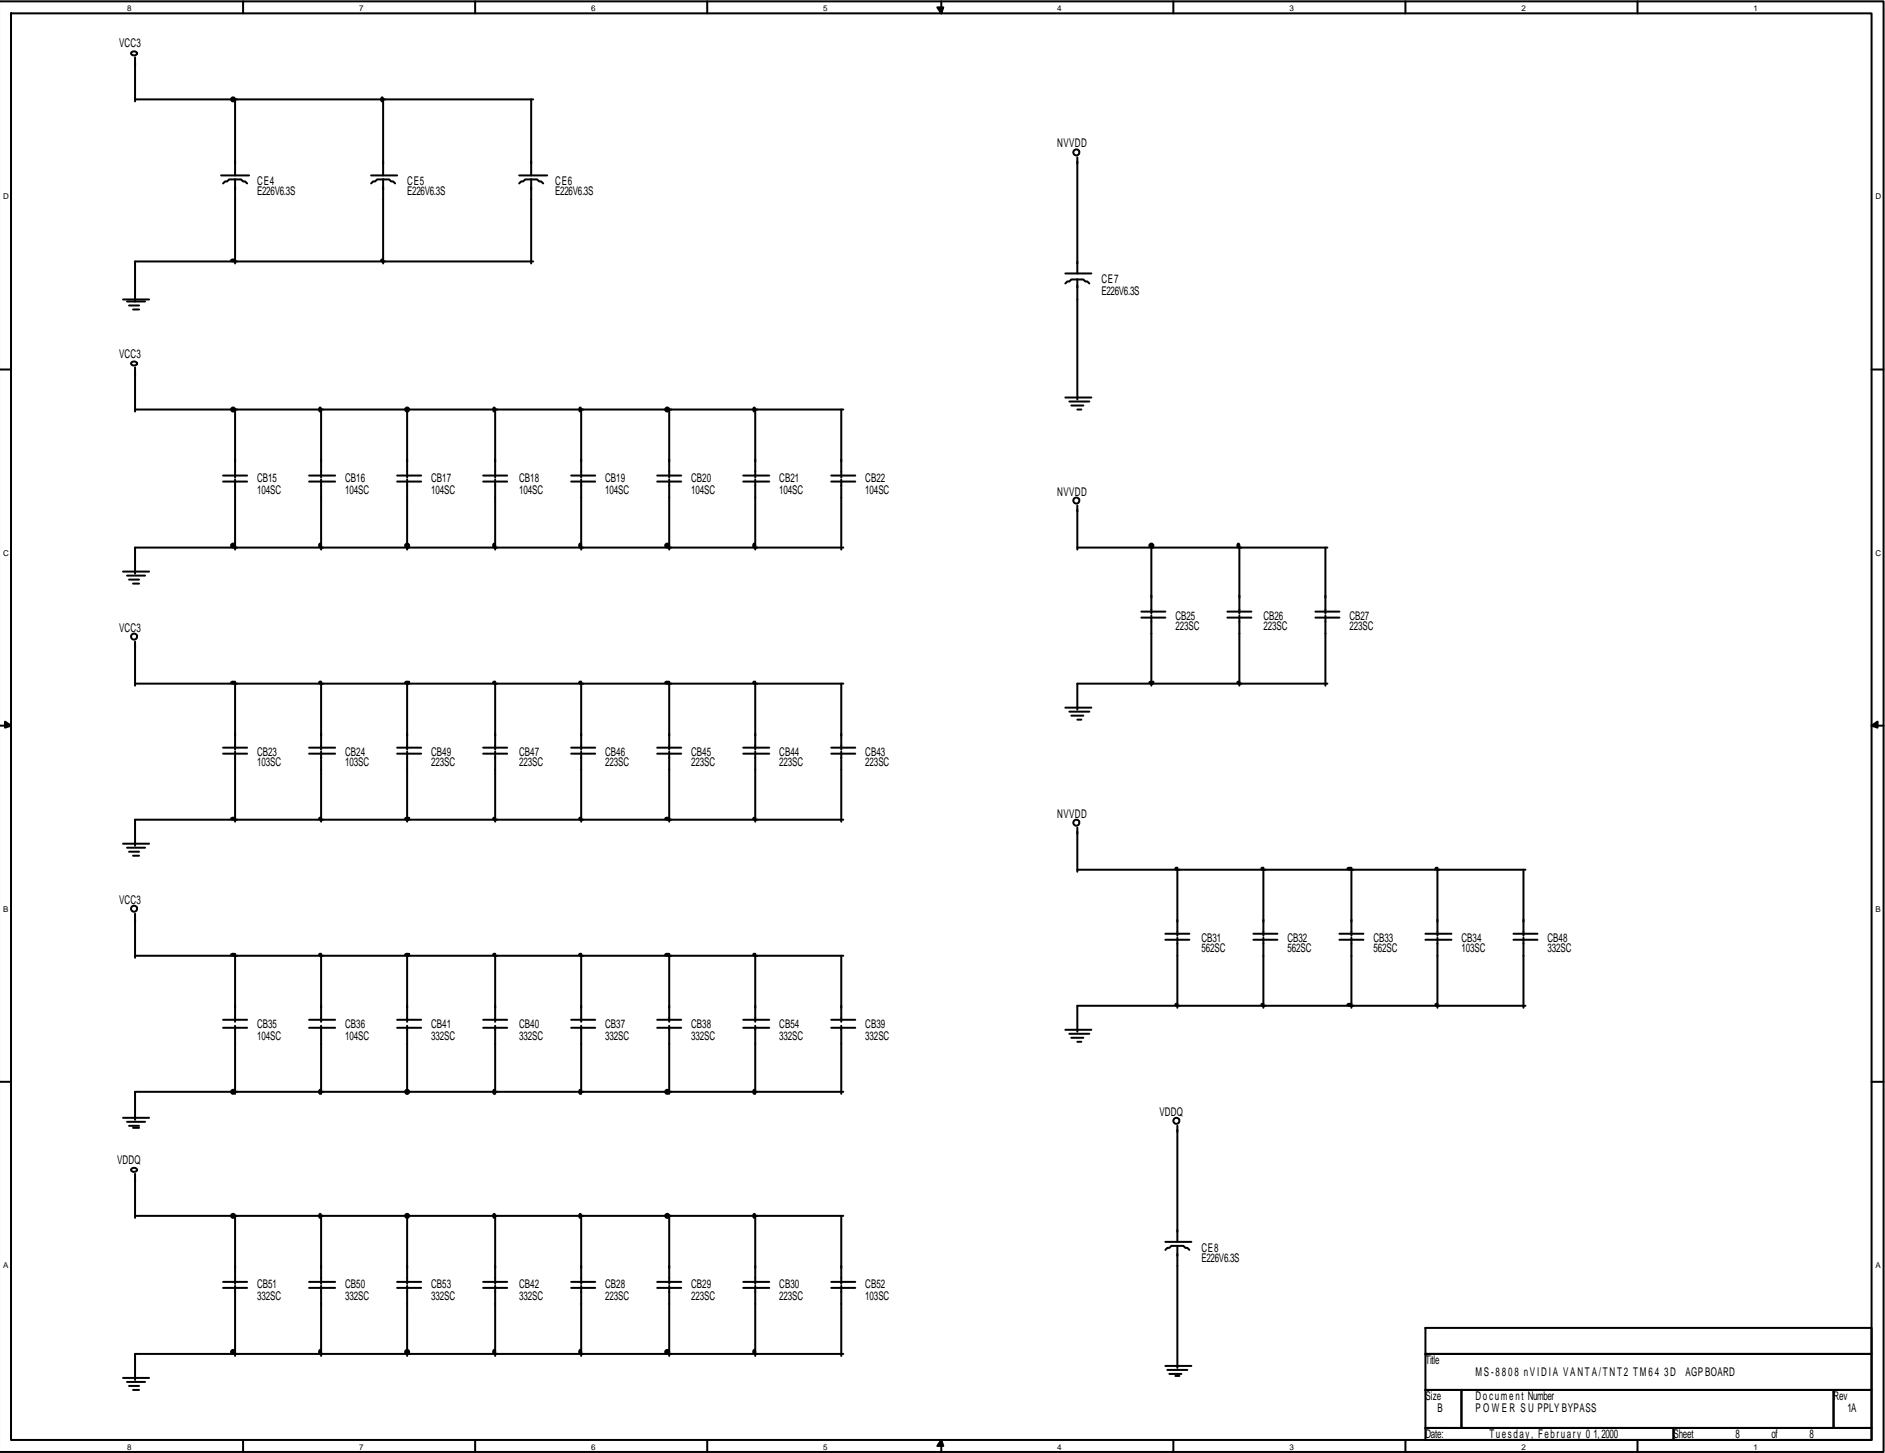 8 7 6 5 4 3 2 1
VCC3
CE4 CE5 CE6
E226V6.3S E226V6.3S E226V6.3S
NVVDD
CE7
E226V6.3S
D D
VCC3
CB15 CB16 CB17 CB18 CB19 CB20 CB21 CB22
104SC 104SC 104SC 104SC 104SC 104SC 104SC 104SC
NVVDD
CB25 CB26 CB27
223SC 223SC 223SC
C C
VCC3
CB23 CB24 CB49 CB47 CB46 CB45 CB44 CB43
103SC 103SC 223SC 223SC 223SC 223SC 223SC 223SC
NVVDD
CB31 CB32 CB33 CB34 CB48
562SC 562SC 562SC 103SC 332SC
B B
VCC3
CB35 CB36 CB41 CB40 CB37 CB38 CB54 CB39
104SC 104SC 332SC 332SC 332SC 332SC 332SC 332SC
VDDQ
CE8
E226V6.3S
VDDQ
CB51 CB50 CB53 CB42 CB28 CB29 CB30 CB52
332SC 332SC 332SC 332SC 223SC 223SC 223SC 103SC
A A
Title
MS-8808 nVIDIA VANTA/TNT2 TM64 3D AGP BOARD
Size Document Number Rev
B POWER SUPPLY BYPASS 1A
Date: Tuesday, February 01, 2000 Sheet 8 of 8
8 7 6 5 4 3 2 1